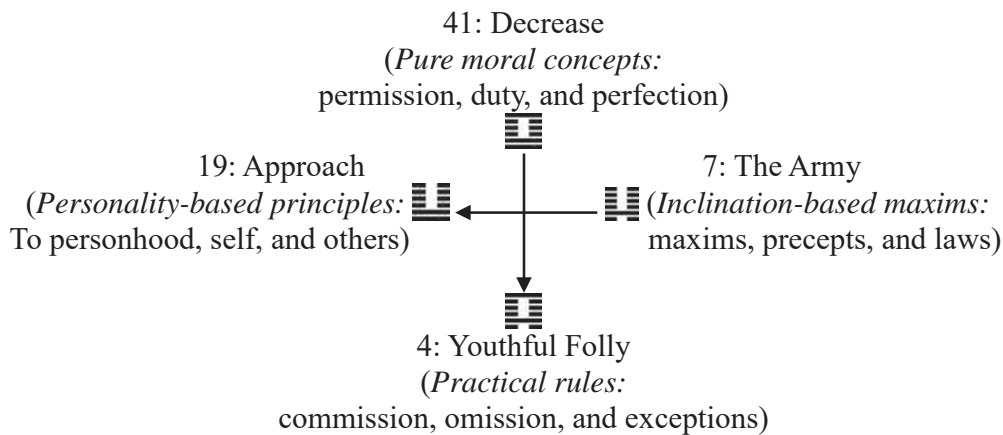 41: Decrease
(Pure moral concepts:
permission, duty, and perfection)
19: Approach
(Personality-based principles:
To personhood, self, and others)
7: The Army
(Inclination-based maxims:
maxims, precepts, and laws)
4: Youthful Folly
(Practical rules:
commission, omission, and exceptions)